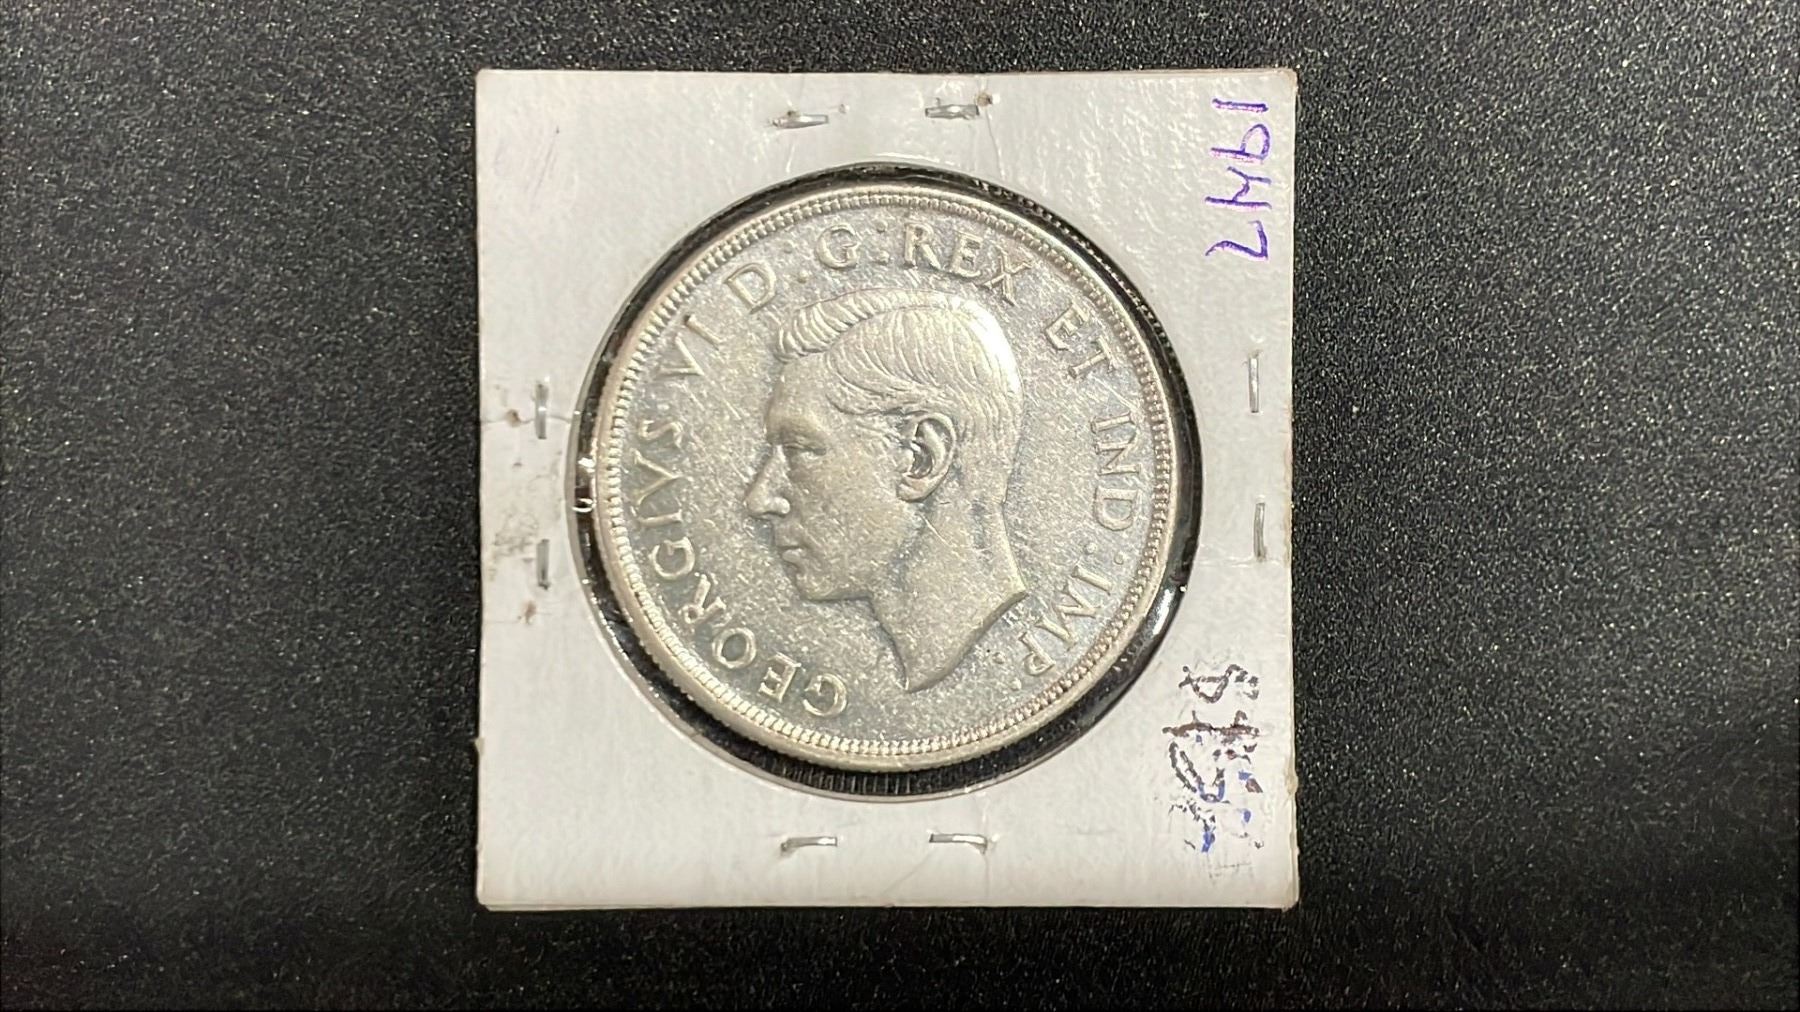 GEORGIVS VI D:G:REX ET IND:IMP:
1947